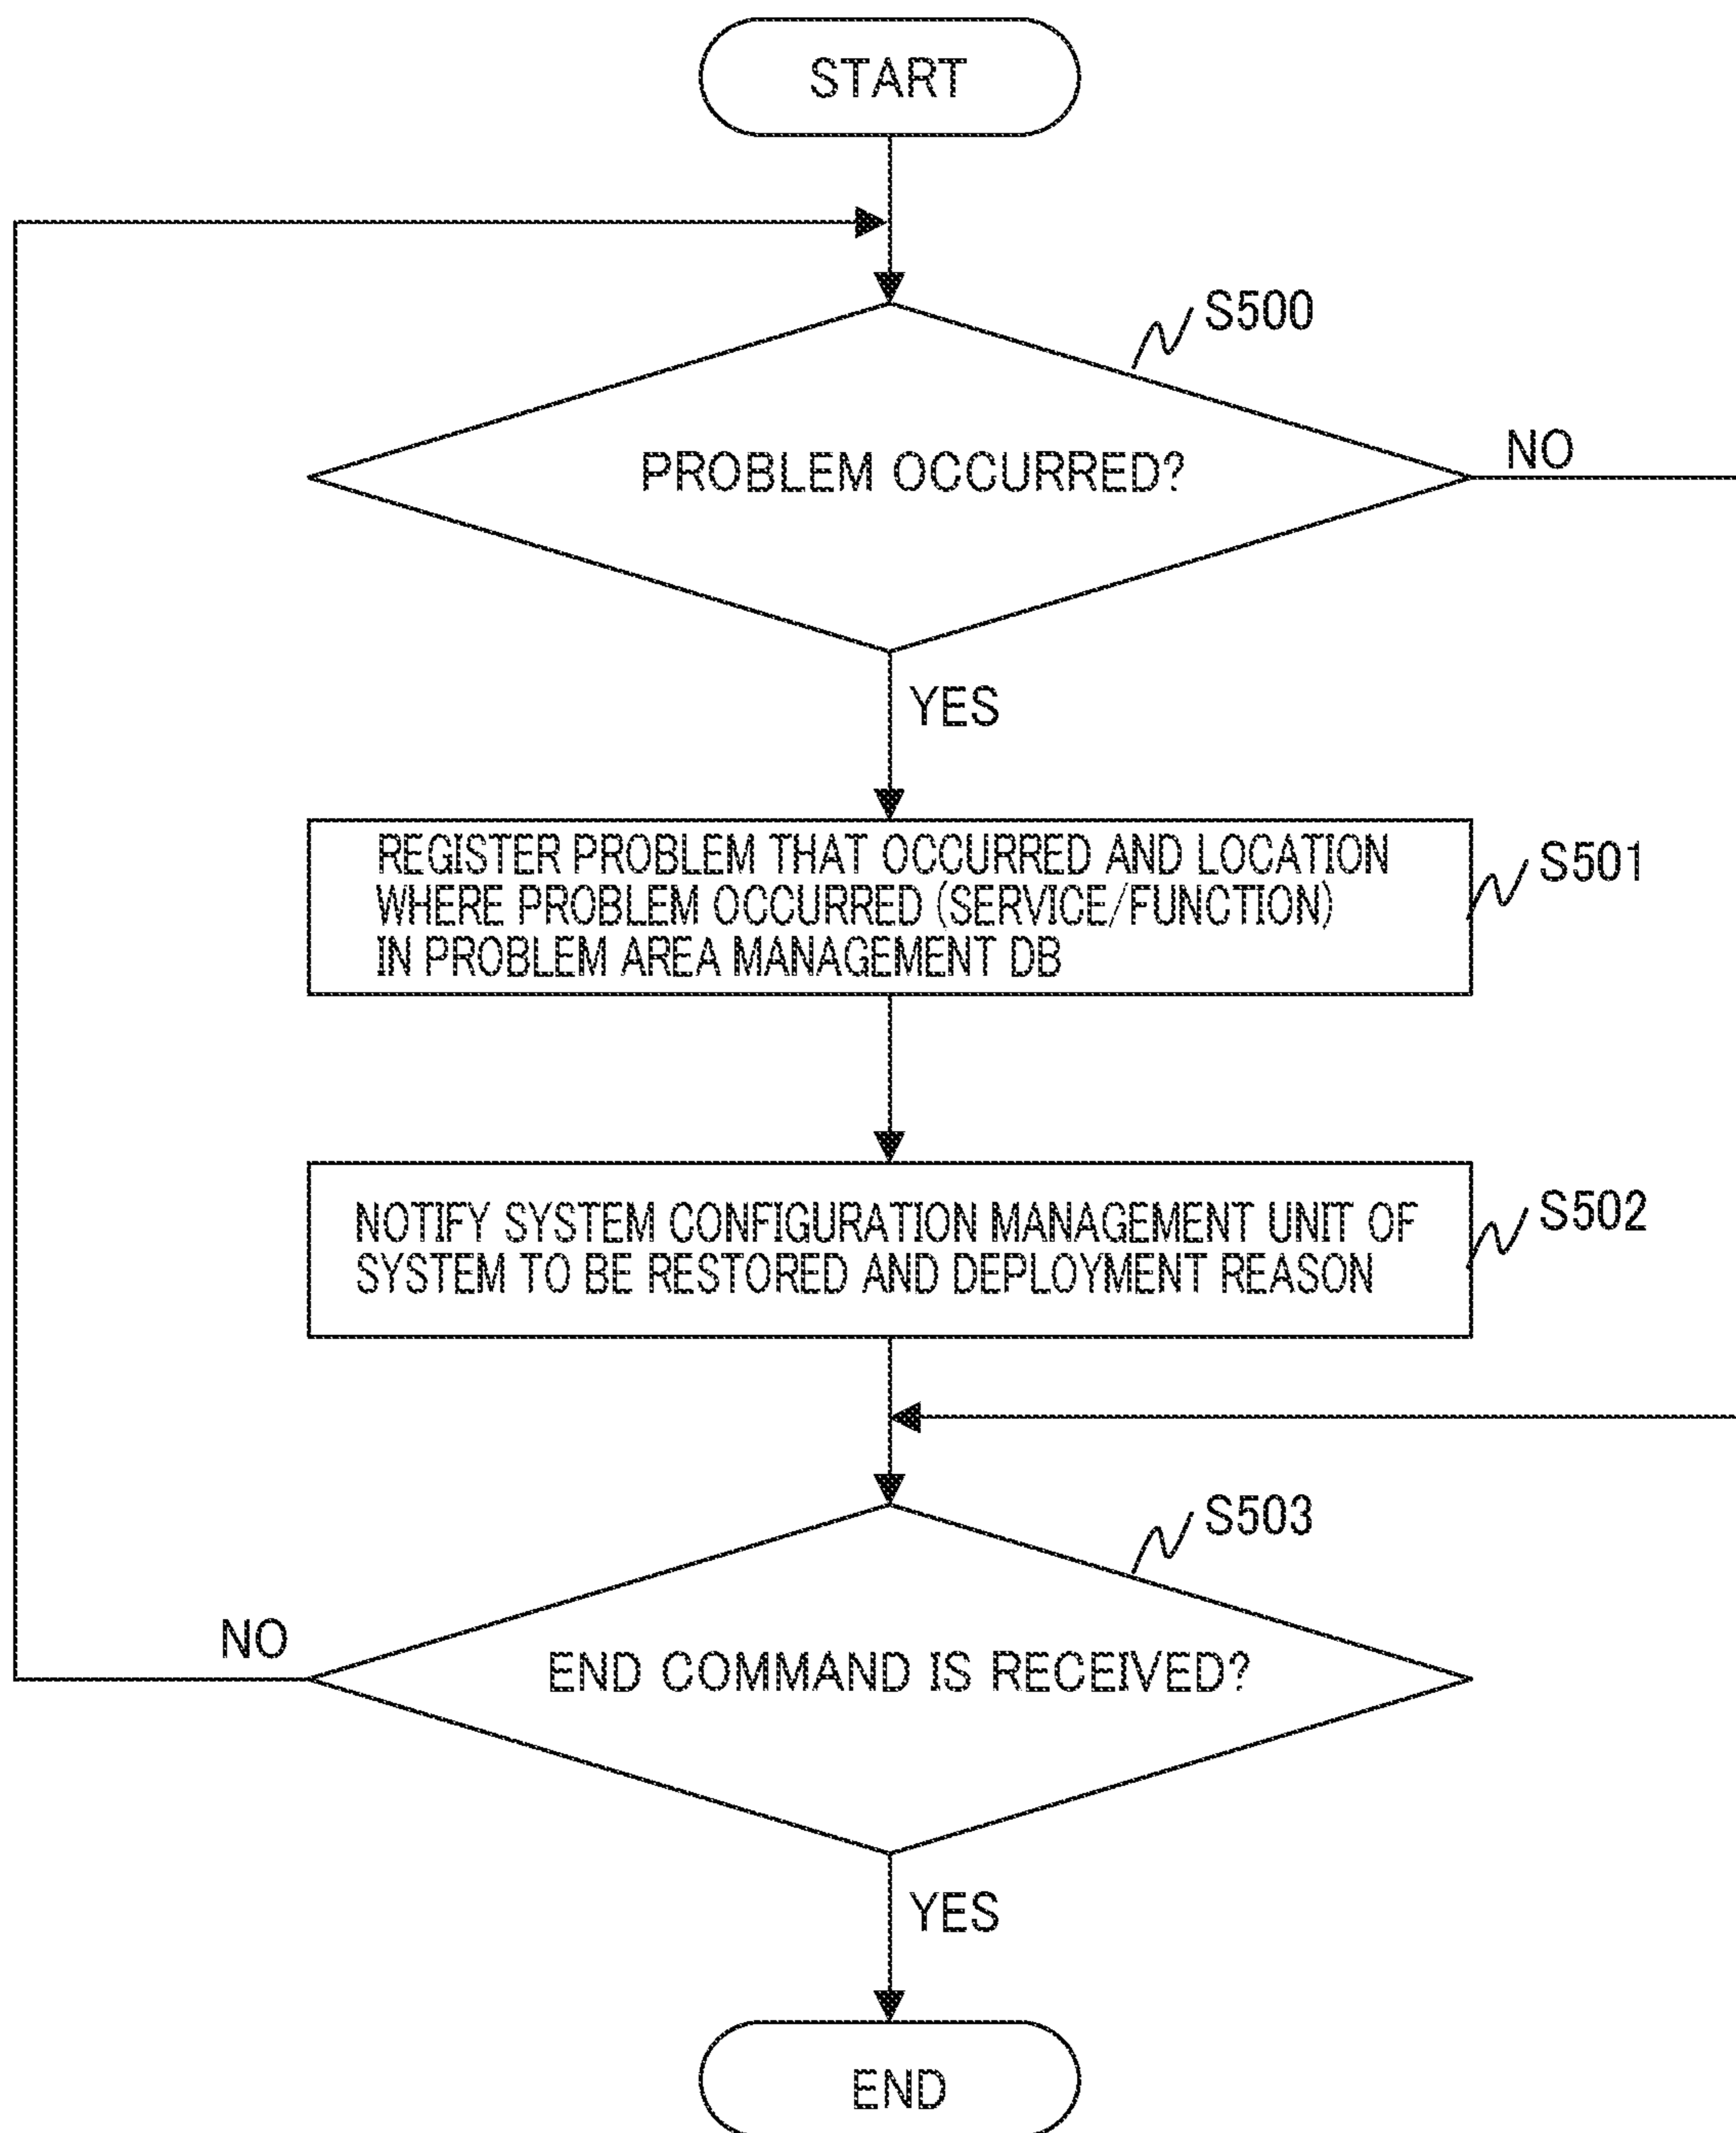 START
S500
PROBLEM OCCURRED?
NO
YES
REGISTER PROBLEM THAT OCCURRED AND LOCATION
WHERE PROBLEM OCCURRED (SERVICE/FUNCTION)
IN PROBLEM AREA MANAGEMENT DB
S501
NOTIFY SYSTEM CONFIGURATION MANAGEMENT UNIT OF
SYSTEM TO BE RESTORED AND DEPLOYMENT REASON
S502
S503
NO
END COMMAND IS RECEIVED?
YES
END